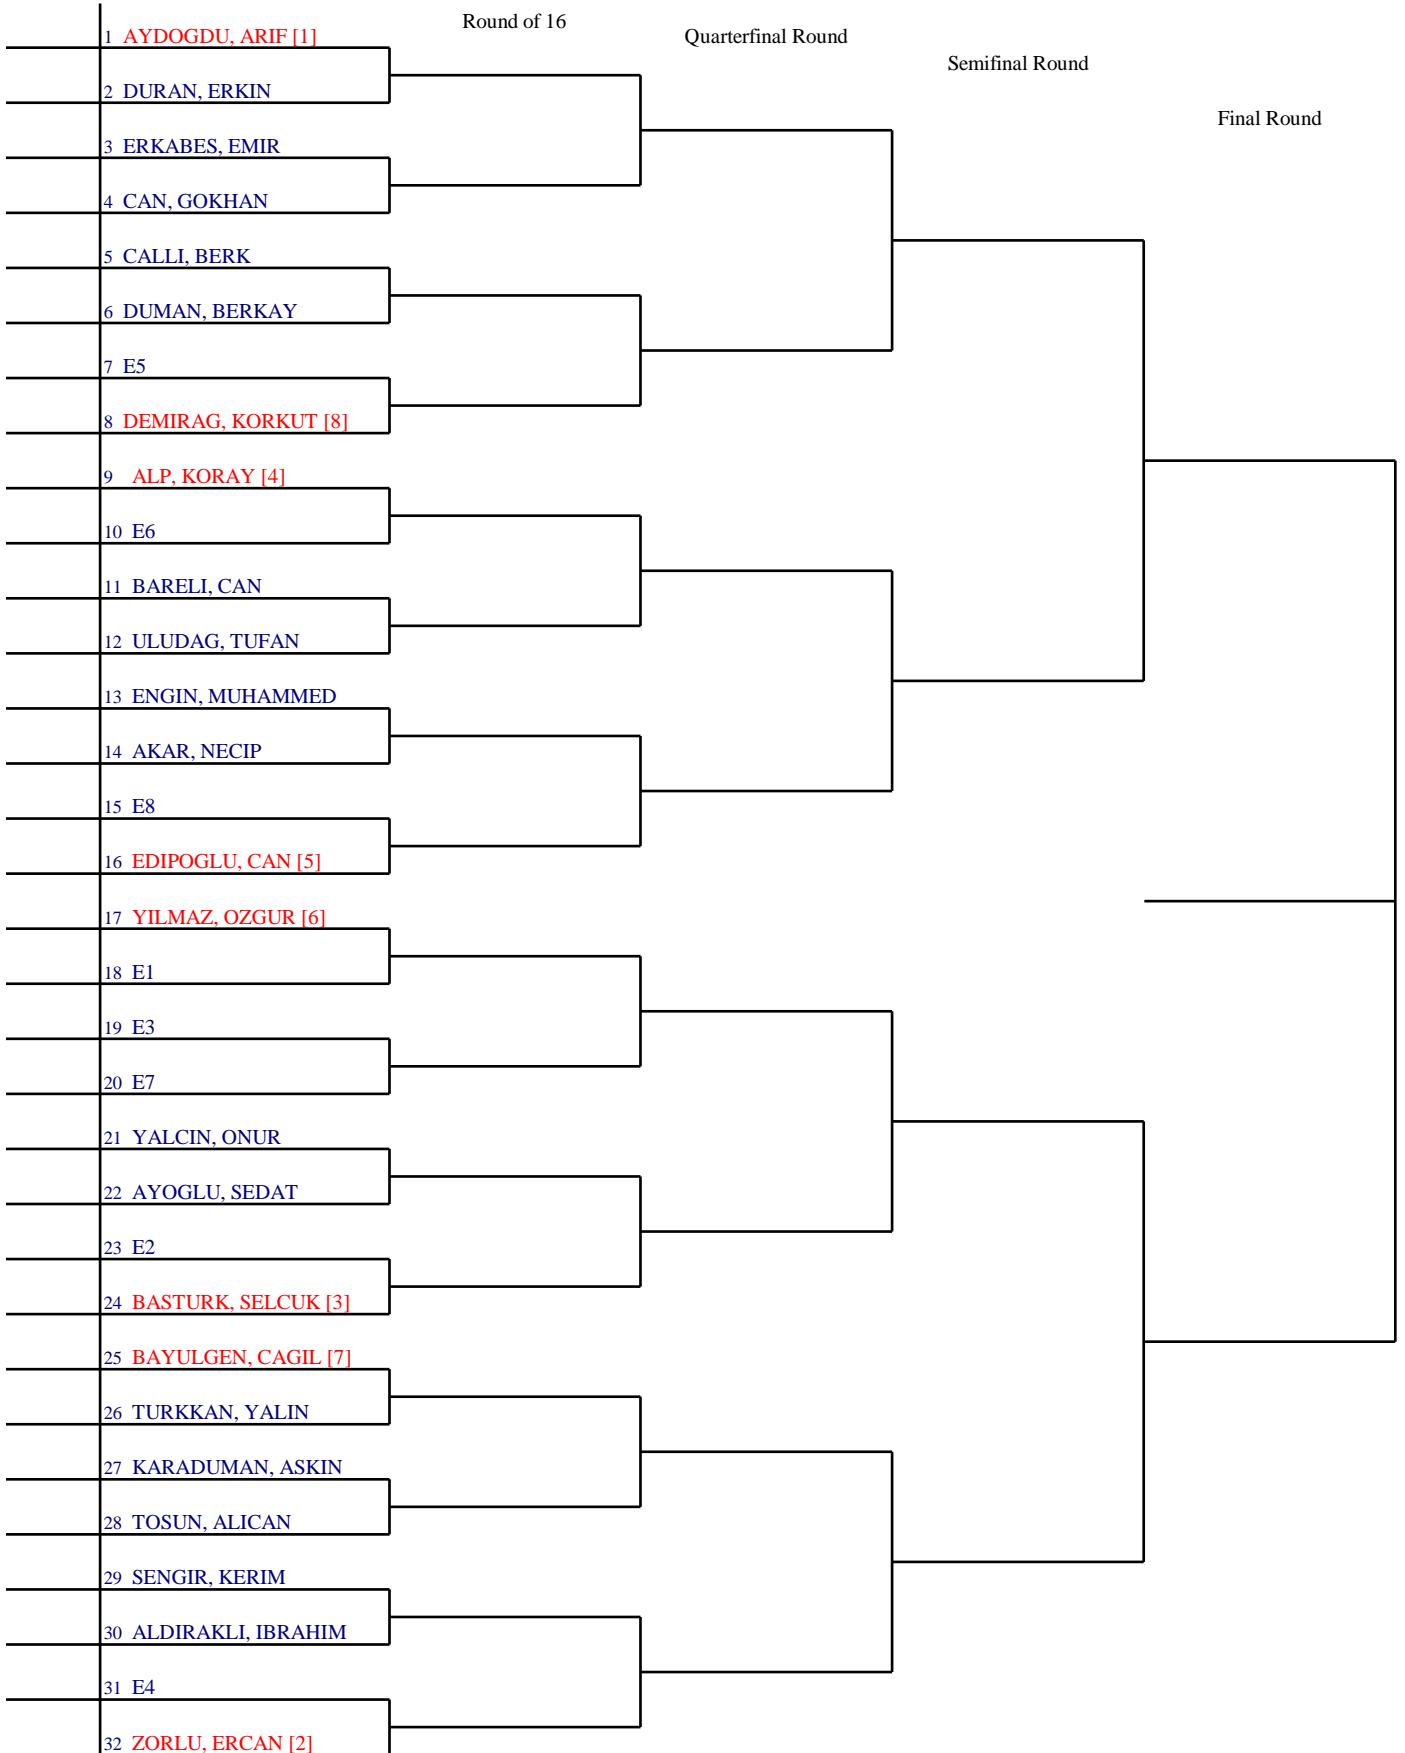 Round of 16
Quarterfinal Round
Semifinal Round
Final Round
1 AYDOGDU, ARIF [1]
2 DURAN, ERKIN
3 ERKABES, EMIR
4 CAN, GOKHAN
5 CALLI, BERK
6 DUMAN, BERKAY
7 E5
8 DEMIRAG, KORKUT [8]
9 ALP, KORAY [4]
10 E6
11 BARELI, CAN
12 ULUDAG, TUFAN
13 ENGIN, MUHAMMED
14 AKAR, NECIP
15 E8
16 EDIPOGLU, CAN [5]
17 YILMAZ, OZGUR [6]
18 E1
19 E3
20 E7
21 YALCIN, ONUR
22 AYOGLU, SEDAT
23 E2
24 BASTURK, SELCUK [3]
25 BAYULGEN, CAGIL [7]
26 TURKKAN, YALIN
27 KARADUMAN, ASKIN
28 TOSUN, ALICAN
29 SENGIR, KERIM
30 ALDIRAKLI, IBRAHIM
31 E4
32 ZORLU, ERCAN [2]